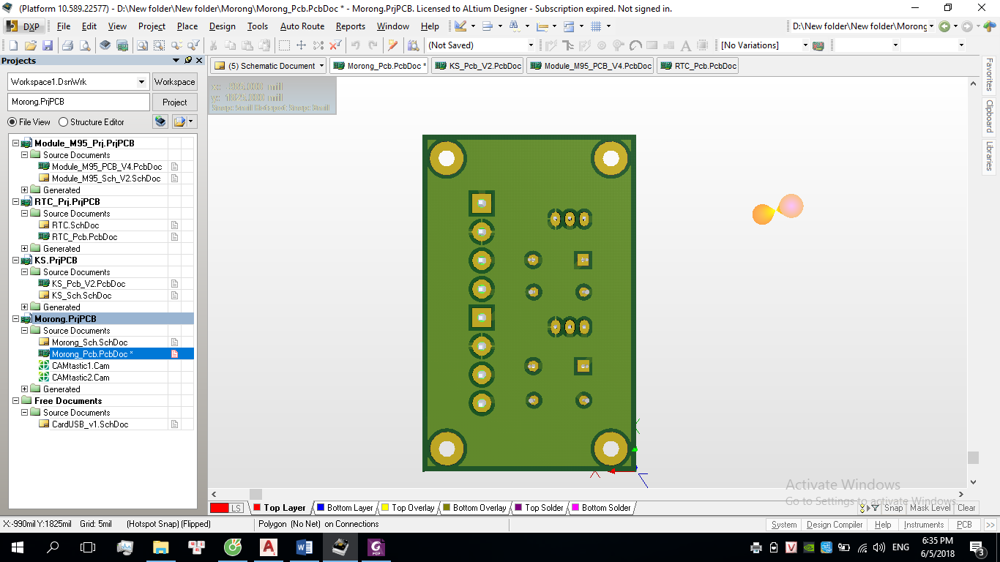 (Platform 10.589.22577) - D:\New folder\New folder\Morong\Morong_Pcb.PcbDoc * - Morong.PrjPCB. Licensed to ALtium Designer - Subscription expired. Not signed in.
DXP File Edit View Project Place Design Tools Auto Route Reports Window Help D:\New folder\New folder\Morong
(Not Saved) [No Variations]
Projects
(5) Schematic Document Morong_Pcb.PcbDoc * KS_Pcb_V2.PcbDoc Module_M95_PCB_V4.PcbDoc RTC_Pcb.PcbDoc
Workspace1.DsnWrk Workspace
Morong.PrjPCB Project
File View Structure Editor
x: -990.000 mil
y: 1825.000 mil
Snap: 5mil Hotspot Snap: 8mil
Favorites
Clipboard
Libraries
Module_M95_Prj.PrjPCB
Source Documents
Module_M95_PCB_V4.PcbDoc
Module_M95_Sch_V2.SchDoc
Generated
RTC_Prj.PrjPCB
Source Documents
RTC.SchDoc
RTC_Pcb.PcbDoc
Generated
KS.PrjPCB
Source Documents
KS_Pcb_V2.PcbDoc
KS_Sch.SchDoc
Generated
Morong.PrjPCB
Source Documents
Morong_Sch.SchDoc
Morong_Pcb.PcbDoc *
CAMtastic1.Cam
CAMtastic2.Cam
Generated
Free Documents
Source Documents
CardUSB_v1.SchDoc
Activate Windows
Go to Settings to activate Windows.
LS Top Layer Bottom Layer Top Overlay Bottom Overlay Top Solder Bottom Solder Snap Mask Level Clear
X:-990mil Y:1825mil Grid: 5mil (Hotspot Snap) (Flipped) Polygon (No Net) on Connections System Design Compiler Help Instruments PCB >>
ENG 6:35 PM
6/5/2018
3